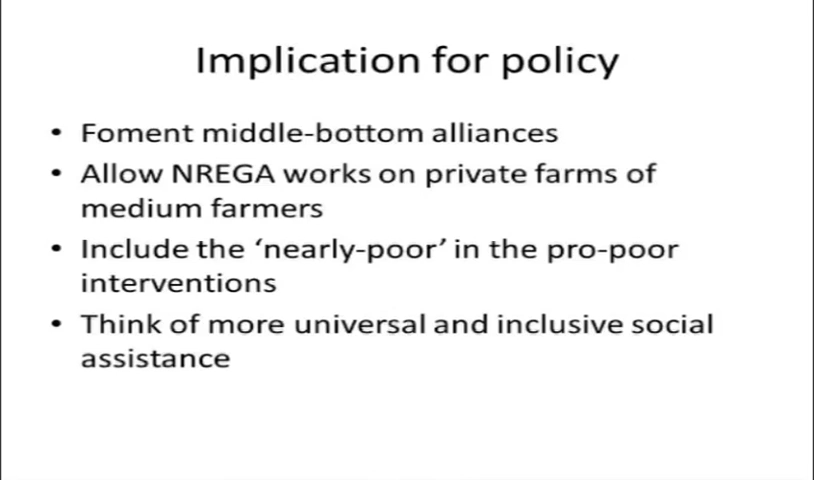 Implication for policy
• Foment middle-bottom alliances
• Allow NREGA works on private farms of
medium farmers
• Include the ‘nearly-poor’ in the pro-poor
interventions
• Think of more universal and inclusive social
assistance